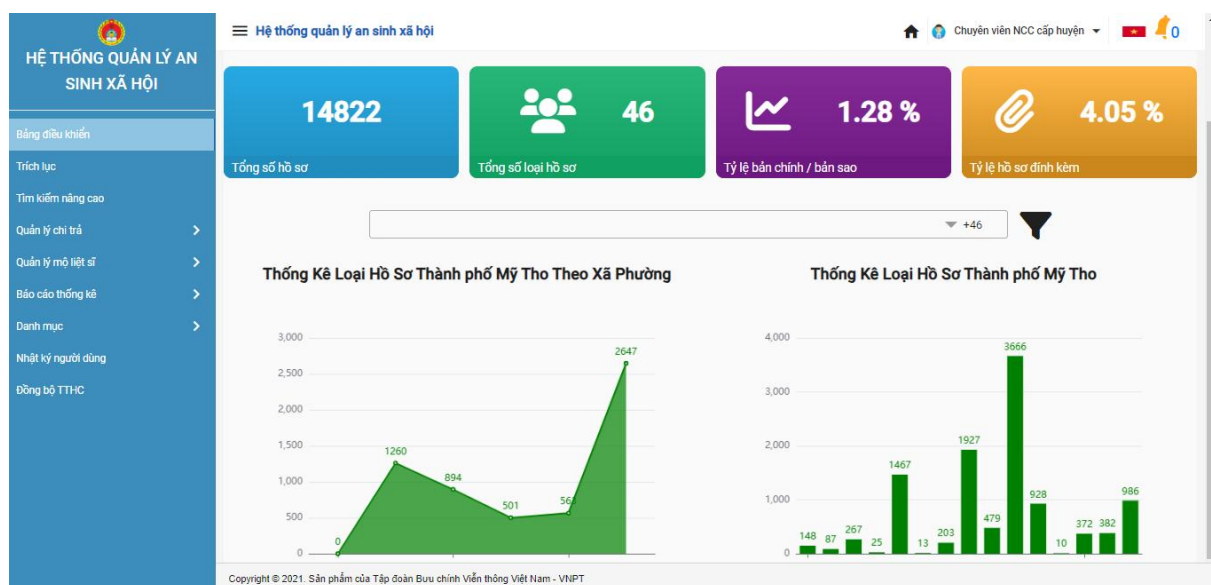 HỆ THỐNG QUẢN LÝ AN
SINH XÃ HỘI
Bảng điều khiển
Trích lục
Tìm kiếm nâng cao
Quản lý chi trả
Quản lý mộ liệt sĩ
Báo cáo thống kê
Danh mục
Nhật ký người dùng
Đồng bộ TTHC
Hệ thống quản lý an sinh xã hội
Chuyên viên NCC cấp huyện
0
14822
Tổng số hồ sơ
46
Tổng số loại hồ sơ
1.28 %
Tỷ lệ bản chính / bản sao
4.05 %
Tỷ lệ hồ sơ đính kèm
+46
Thống Kê Loại Hồ Sơ Thành phố Mỹ Tho Theo Xã Phường
3,000
2,500
2,000
1,500
1,000
500
0
0
1260
894
501
2647
Thống Kê Loại Hồ Sơ Thành phố Mỹ Tho
4,000
3,000
2,000
1,000
0
148
87
267
25
1467
13
203
1927
479
3666
928
10
372
382
986
Copyright © 2021. Sản phẩm của Tập đoàn Bưu chính Viễn thông Việt Nam - VNPT